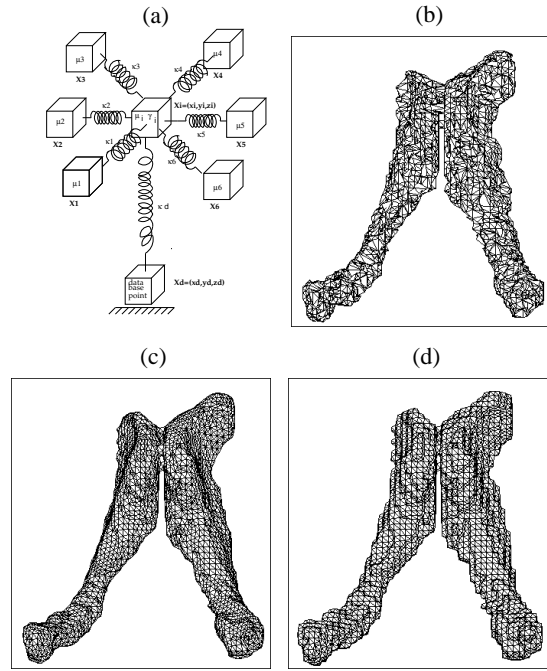 (a)
(b)
μ3
X3
κ3
κ4
μ4
X4
Xi=(xi,yi,zi)
μ2
X2
κ2
μ i
γ i
κ5
μ5
X5
κ1
μ1
X1
κ6
μ6
X6
κ d
data
base
point
Xd=(xd,yd,zd)
(c)
(d)